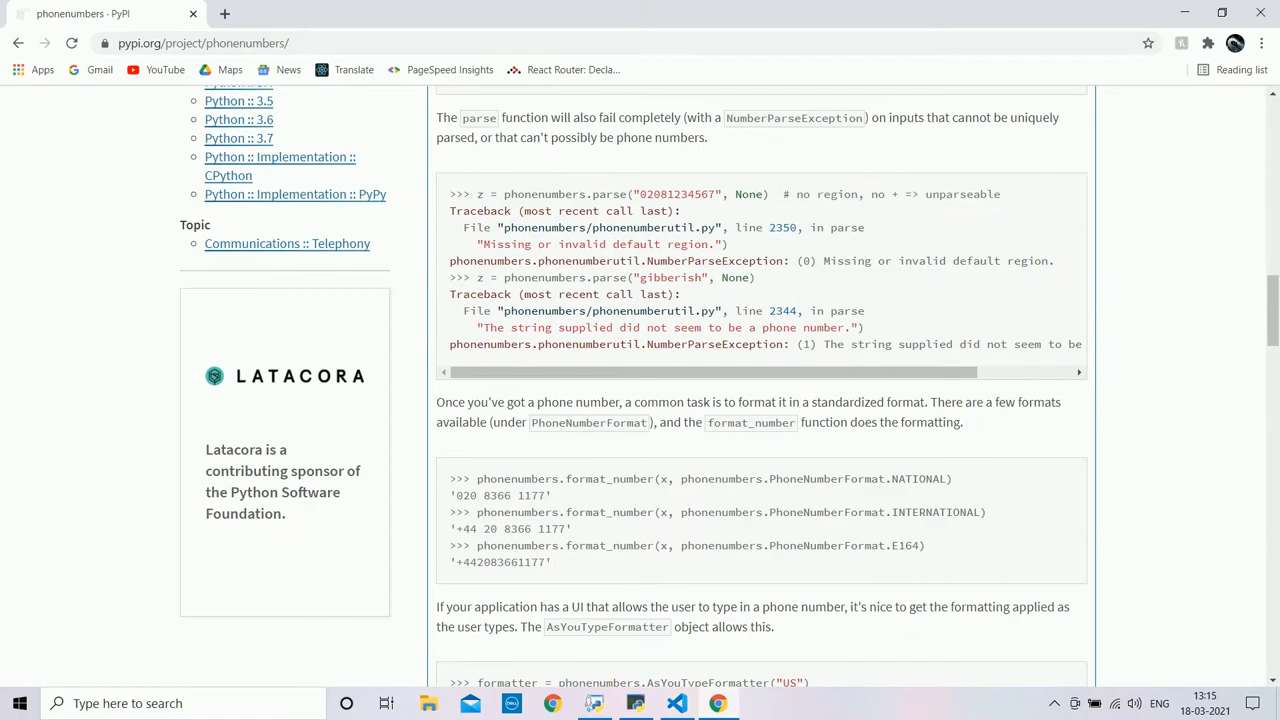 phonenumbers · PyPI
pypi.org/project/phonenumbers/
Apps Gmail YouTube Maps News Translate PageSpeed Insights React Router: Decla... Reading list
Python :: 3.5
Python :: 3.6
Python :: 3.7
Python :: Implementation ::
CPython
Python :: Implementation :: PyPy
Topic
Communications :: Telephony
LATACORA
Latacora is a
contributing sponsor of
the Python Software
Foundation.
The parse function will also fail completely (with a NumberParseException) on inputs that cannot be uniquely
parsed, or that can't possibly be phone numbers.
>>> z = phonenumbers.parse("02081234567", None)  # no region, no + => unparseable
Traceback (most recent call last):
File "phonenumbers/phonenumberutil.py", line 2350, in parse
"Missing or invalid default region.")
phonenumbers.phonenumberutil.NumberParseException: (0) Missing or invalid default region.
>>> z = phonenumbers.parse("gibberish", None)
Traceback (most recent call last):
File "phonenumbers/phonenumberutil.py", line 2344, in parse
"The string supplied did not seem to be a phone number.")
phonenumbers.phonenumberutil.NumberParseException: (1) The string supplied did not seem to be
Once you've got a phone number, a common task is to format it in a standardized format. There are a few formats
available (under PhoneNumberFormat), and the format_number function does the formatting.
>>> phonenumbers.format_number(x, phonenumbers.PhoneNumberFormat.NATIONAL)
'020 8366 1177'
>>> phonenumbers.format_number(x, phonenumbers.PhoneNumberFormat.INTERNATIONAL)
'+44 20 8366 1177'
>>> phonenumbers.format_number(x, phonenumbers.PhoneNumberFormat.E164)
'+442083661177'
If your application has a UI that allows the user to type in a phone number, it's nice to get the formatting applied as
the user types. The AsYouTypeFormatter object allows this.
>>> formatter = phonenumbers.AsYouTypeFormatter("US")
Type here to search
ENG
13:15
18-03-2021